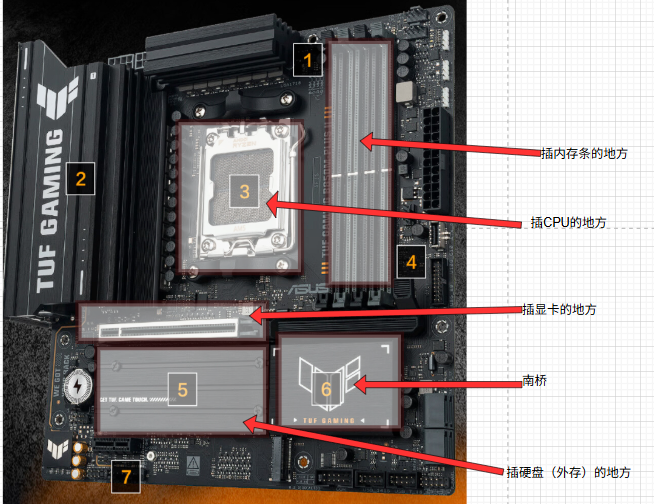 1
2
TUF GAMING
3
插内存条的地方
插CPU的地方
4
ASUS
插显卡的地方
5
GET THE GAME TOUGH.
6
TUF GAMING
南桥
插硬盘（外存）的地方
7